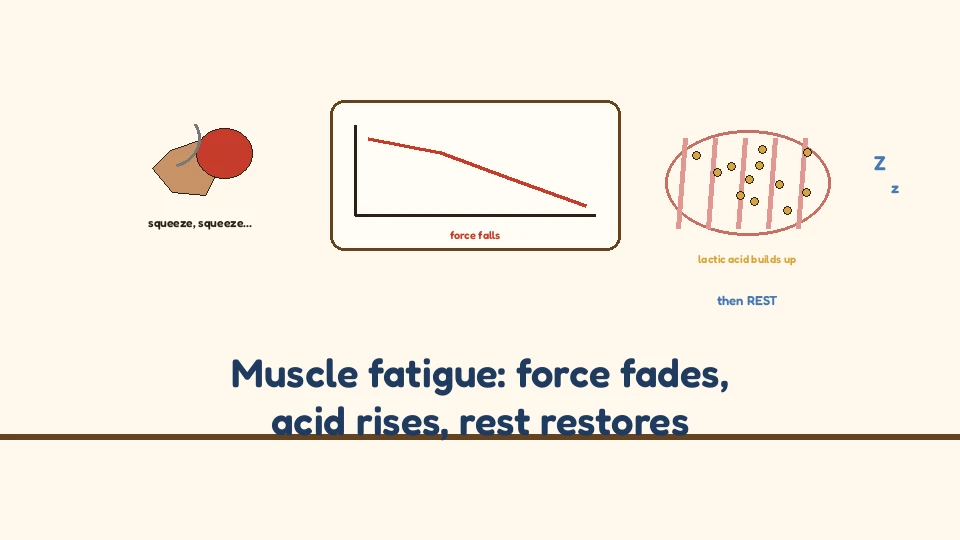 squeeze, squeeze...
force falls
lactic acid builds up
Z
z
then REST
Muscle fatigue: force fades,
acid rises, rest restores